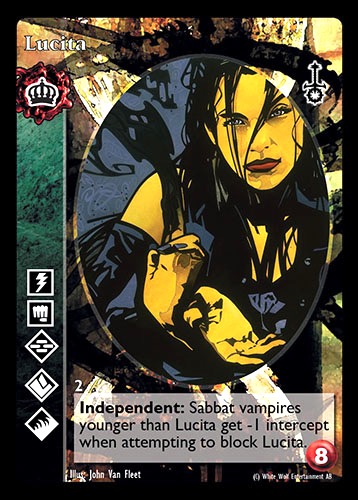 Lucita
2
Independent: Sabbat vampires
younger than Lucita get -1 intercept
when attempting to block Lucita.
8
Illus: John Van Fleet
(C) White Wolf Entertainment AB